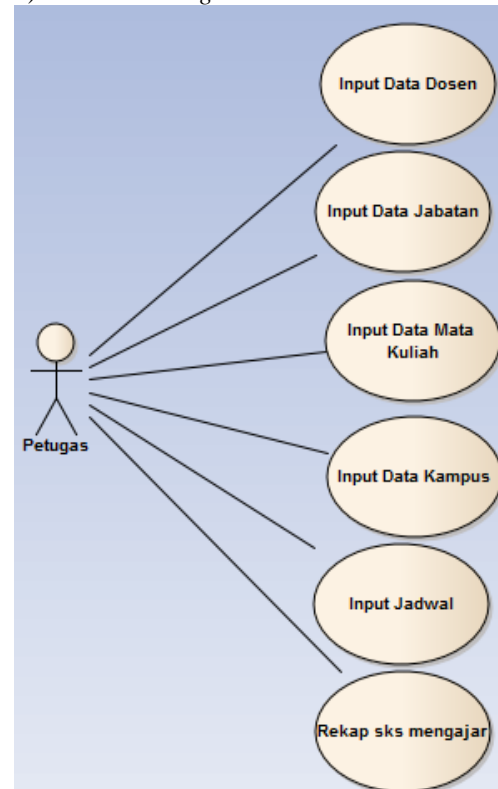 Input Data Dosen
Input Data Jabatan
Input Data Mata
Kuliah
Petugas
Input Data Kampus
Input Jadwal
Rekap sks mengajar